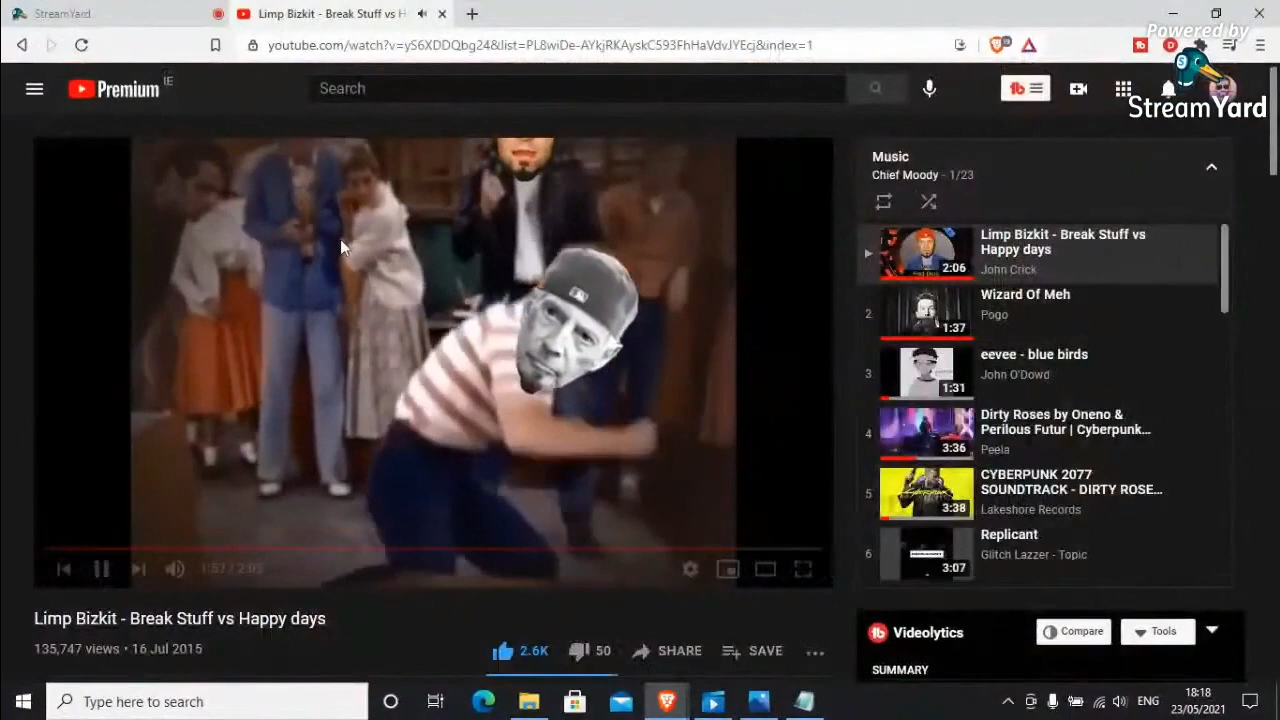 StreamYard
Limp Bizkit - Break Stuff vs H
Powered by
youtube.com/watch?v=yS6XDDQbg24&list=PL8wiDe-AYkjRKAyskC593FhHaVdvJYEcj&index=1
Premium IE
Search
StreamYard
Music
Chief Moody - 1/23
Limp Bizkit - Break Stuff vs
Happy days
John Crick
2:06
2
Wizard Of Meh
Pogo
1:37
3
eevee - blue birds
John O'Dowd
1:31
4
Dirty Roses by Oneno &
Perilous Futur | Cyberpunk...
Peela
3:36
5
CYBERPUNK 2077
SOUNDTRACK - DIRTY ROSE...
Lakeshore Records
3:38
6
Replicant
Glitch Lazzer - Topic
3:07
1:57 / 2:05
Limp Bizkit - Break Stuff vs Happy days
135,747 views • 16 Jul 2015
2.6K
50
SHARE
SAVE
Videolytics
Compare
Tools
SUMMARY
Type here to search
ENG
18:18
23/05/2021